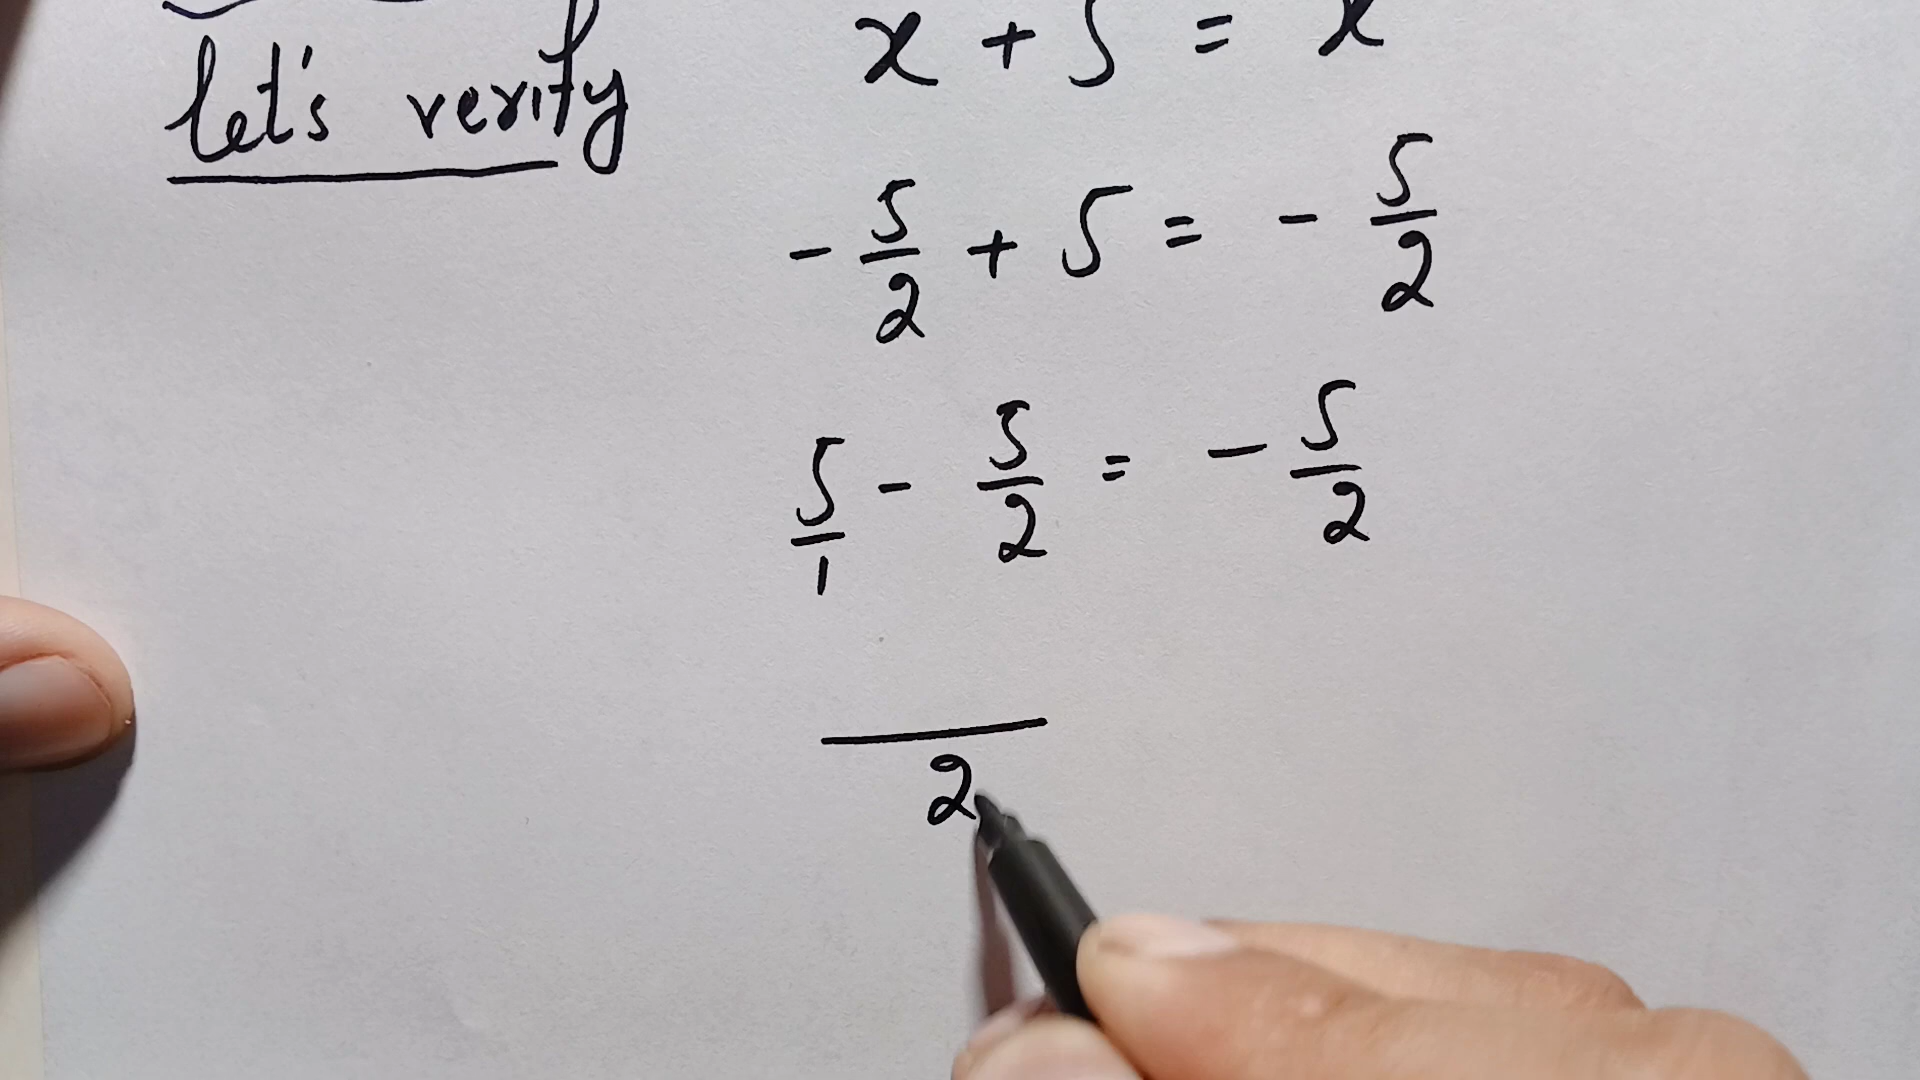 let's verify
x + 5 = x
- 5/2 + 5 = - 5/2
5/1 - 5/2 = - 5/2
/2